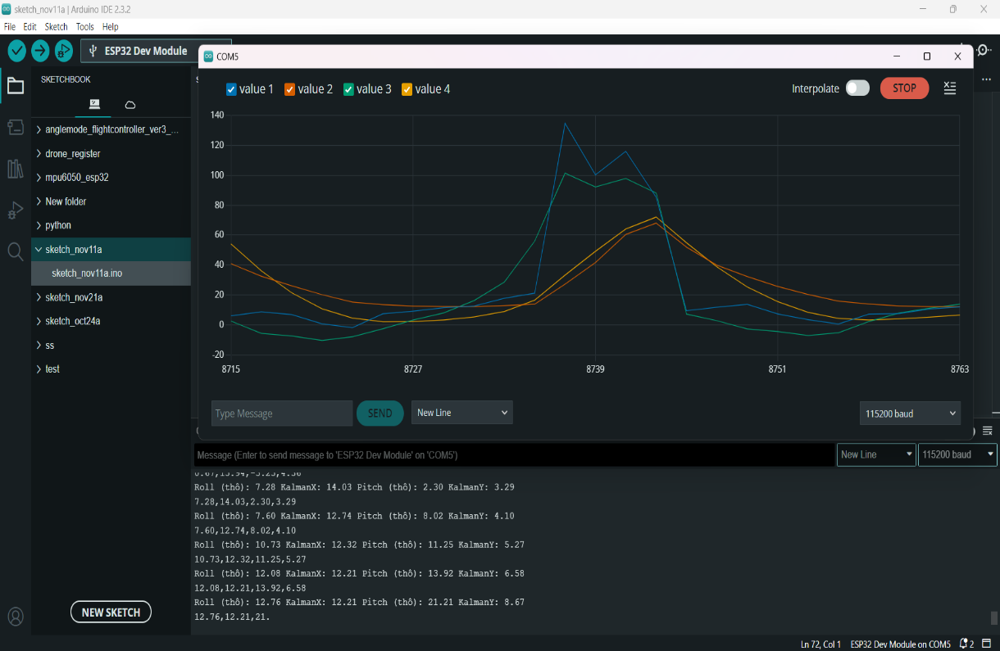 sketch_nov11a | Arduino IDE 2.3.2
File Edit Sketch Tools Help
ESP32 Dev Module
COM5
SKETCHBOOK
value 1 value 2 value 3 value 4
Interpolate STOP
140
120
100
80
60
40
20
0
-20
8715 8727 8739 8751 8763
anglemode_flightcontroller_ver3_...
drone_register
mpu6050_esp32
New folder
python
sketch_nov11a
sketch_nov11a.ino
sketch_nov21a
sketch_oct24a
ss
test
NEW SKETCH
Type Message SEND New Line 115200 baud
Message (Enter to send message to 'ESP32 Dev Module' on 'COM5') New Line 115200 baud
Roll (thô): 7.28 KalmanX: 14.03 Pitch (thô): 2.30 KalmanY: 3.29
7.28,14.03,2.30,3.29
Roll (thô): 7.60 KalmanX: 12.74 Pitch (thô): 8.02 KalmanY: 4.10
7.60,12.74,8.02,4.10
Roll (thô): 10.73 KalmanX: 12.32 Pitch (thô): 11.25 KalmanY: 5.27
10.73,12.32,11.25,5.27
Roll (thô): 12.08 KalmanX: 12.21 Pitch (thô): 13.92 KalmanY: 6.58
12.08,12.21,13.92,6.58
Roll (thô): 12.76 KalmanX: 12.21 Pitch (thô): 21.21 KalmanY: 8.67
12.76,12.21,21.
Ln 72, Col 1 ESP32 Dev Module on COM5 2